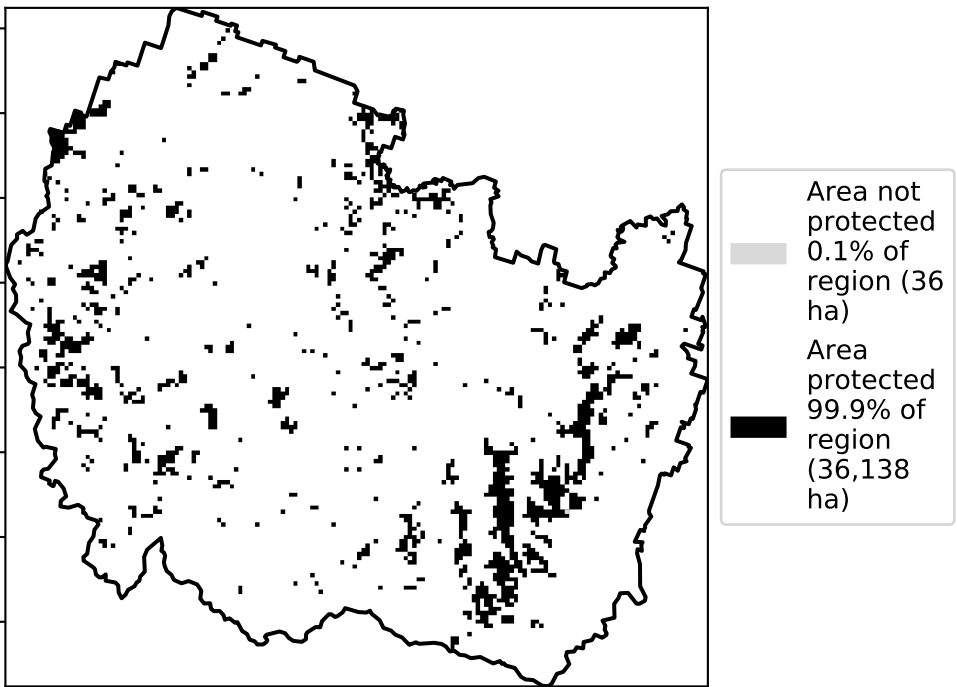 Area not
protected
0.1% of
region (36
ha)
Area
protected
99.9% of
region
(36,138
ha)